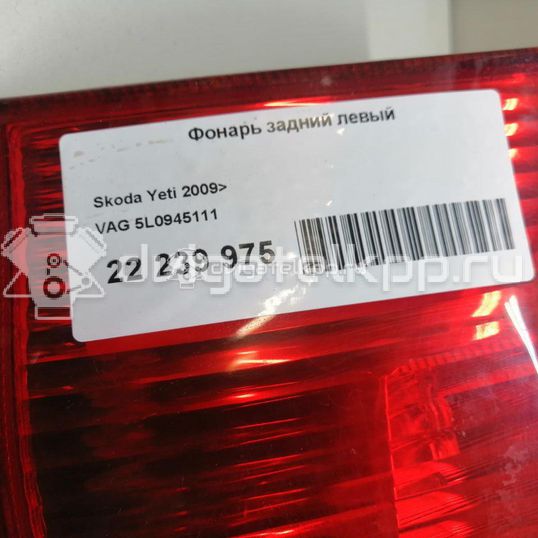 Фонарь задний левый
Skoda Yeti 2009>
VAG 5L0945111
22 239 975